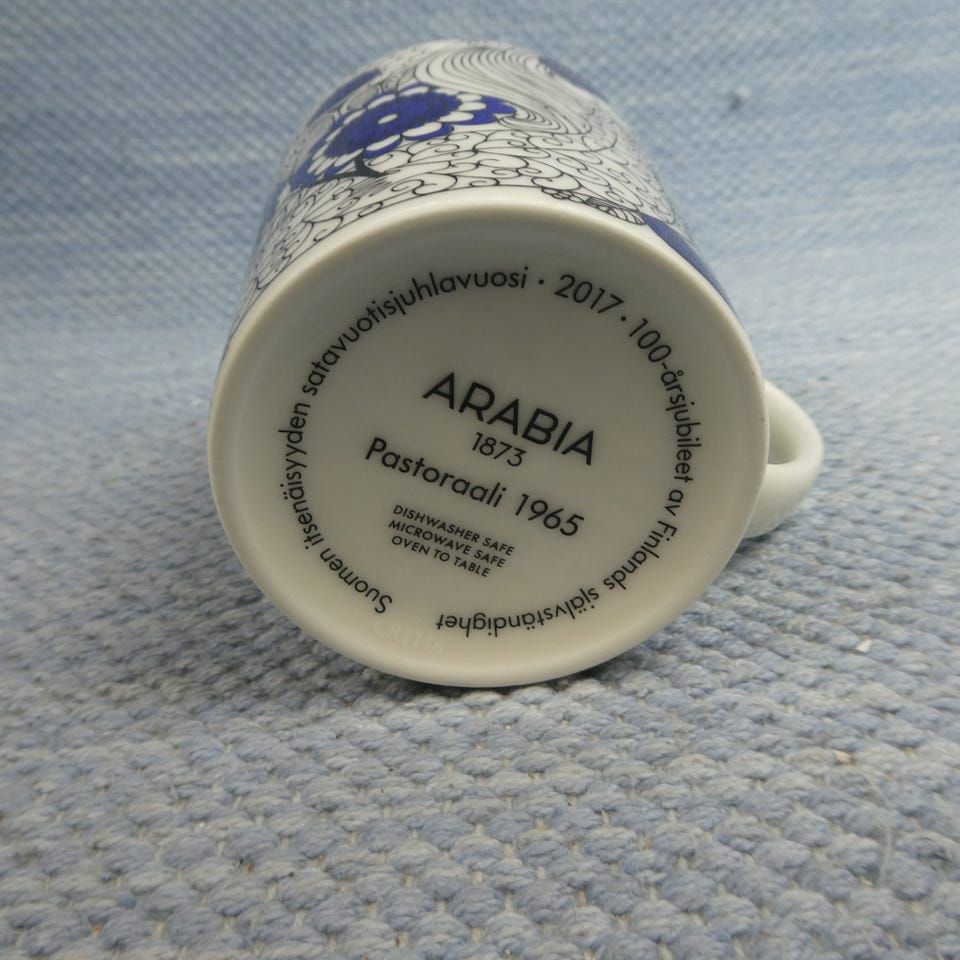 Suomen itsenäisyyden satavuotisjuhlavuosi · 2017 · 100-årsjubileet av Finlands självständighet
ARABIA
1873
Pastoraali 1965
DISHWASHER SAFE
MICROWAVE SAFE
OVEN TO TABLE